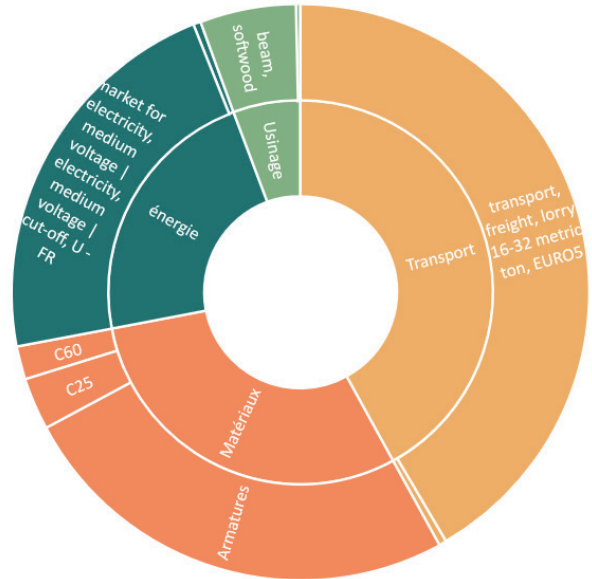 beam,
softwood
Usinage
market for
electricity,
medium
voltage |
electricity,
medium
voltage |
cut-off, U -
FR
énergie
transport,
freight, lorry
16-32 metric
ton, EURO5
Transport
C60
C25
Matériaux
Armatures